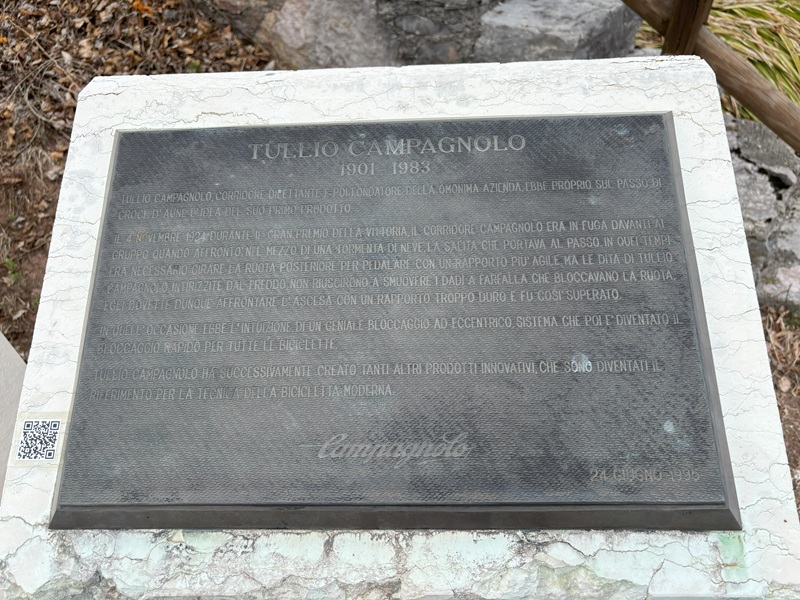 TULLIO CAMPAGNOLO
1901 - 1983
TULLIO CAMPAGNOLO, CORRIDORE DILETTANTE E POI FONDATORE DELLA OMONIMA AZIENDA, EBBE PROPRIO SUL PASSO DI
CROCE D'AUNE L'IDEA DEL SUO PRIMO PRODOTTO.
IL 4 NOVEMBRE 1924, DURANTE IL GRAN PREMIO DELLA VITTORIA, IL CORRIDORE CAMPAGNOLO ERA IN FUGA DAVANTI AL
GRUPPO QUANDO AFFRONTÒ, NEL MEZZO DI UNA TORMENTA DI NEVE, LA SALITA CHE PORTAVA AL PASSO. IN QUEI TEMPI
ERA NECESSARIO GIRARE LA RUOTA POSTERIORE PER PEDALARE CON UN RAPPORTO PIU' AGILE, MA LE DITA DI TULLIO
CAMPAGNOLO, INTIRIZZITE DAL FREDDO, NON RIUSCIRONO A SMUOVERE I DADI A FARFALLA CHE BLOCCAVANO LA RUOTA.
EGLI DOVETTE DUNQUE AFFRONTARE L'ASCESA CON UN RAPPORTO TROPPO DURO E FU COSÌ SUPERATO.
IN QUELL'OCCASIONE EBBE L'INTUIZIONE DI UN GENIALE BLOCCAGGIO AD ECCENTRICO, SISTEMA CHE POI E' DIVENTATO IL
BLOCCAGGIO RAPIDO PER TUTTE LE BICICLETTE.
TULLIO CAMPAGNOLO HA SUCCESSIVAMENTE CREATO TANTI ALTRI PRODOTTI INNOVATIVI, CHE SONO DIVENTATI IL
RIFERIMENTO PER LA TECNICA DELLA BICICLETTA MODERNA.
Campagnolo
24 GIUGNO 1995